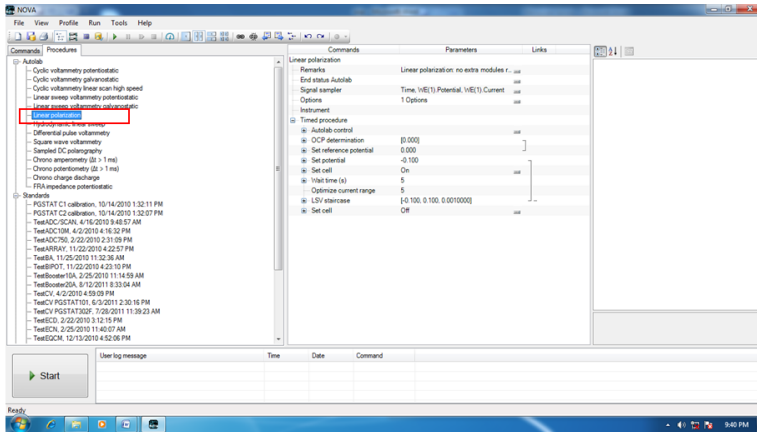 NOVA
File View Profile Run Tools Help
Commands Procedures
Autolab
Cyclic voltammetry potentiostatic
Cyclic voltammetry galvanostatic
Cyclic voltammetry linear scan high speed
Linear sweep voltammetry potentiostatic
Linear sweep voltammetry galvanostatic
Linear polarization
Hydrodynamic linear sweep
Differential pulse voltammetry
Square wave voltammetry
Sampled DC polarography
Chrono amperometry (Δt > 1 ms)
Chrono potentiometry (Δt > 1 ms)
Chrono charge discharge
FRA impedance potentiostatic
Standards
PGSTAT C1 calibration, 10/14/2010 1:32:11 PM
PGSTAT C2 calibration, 10/14/2010 1:32:07 PM
TestADC/SCAN, 4/16/2010 9:48:57 AM
TestADC10M, 4/2/2010 4:16:32 PM
TestADC750, 2/22/2010 2:31:09 PM
TestARRAY, 11/22/2010 4:22:57 PM
TestBA, 11/25/2010 11:32:36 AM
TestBIPOT, 11/22/2010 4:23:10 PM
TestBooster10A, 2/25/2010 11:14:59 AM
TestBooster20A, 8/12/2011 8:33:04 AM
TestCV, 4/2/2010 4:59:09 PM
TestCV PGSTAT101, 6/3/2011 2:30:16 PM
TestCV PGSTAT302F, 7/28/2011 11:39:23 AM
TestECD, 2/22/2010 3:12:15 PM
TestECN, 2/25/2010 11:40:07 AM
TestEQCM, 12/13/2010 4:52:06 PM
Commands Parameters Links
Linear polarization
Remarks Linear polarization: no extra modules r...
End status Autolab
Signal sampler Time, WE(1).Potential, WE(1).Current
Options 1 Options
Instrument
Timed procedure
Autolab control
OCP determination [0.000]
Set reference potential 0.000
Set potential -0.100
Set cell On
Wait time (s) 5
Optimize current range 5
LSV staircase [-0.100, 0.100, 0.0010000]
Set cell Off
Start
User log message Time Date Command
Ready
9:40 PM